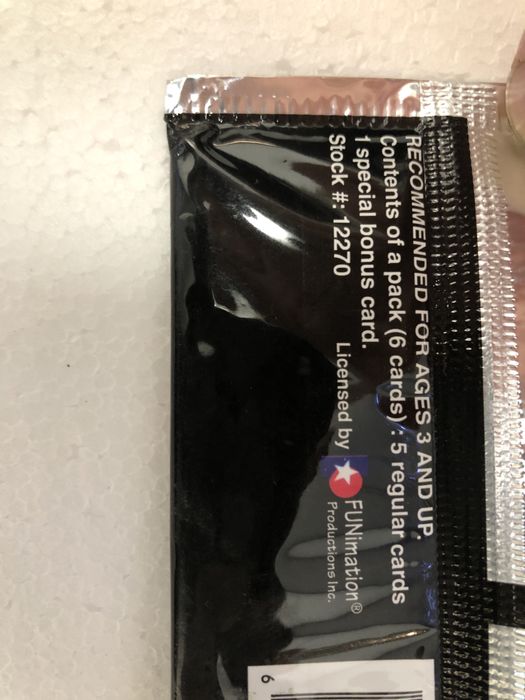 RECOMMENDED FOR AGES 3 AND UP.
Contents of a pack (6 cards) : 5 regular cards
1 special bonus card.
Stock #: 12270
Licensed by FUNimation®
Productions Inc.
6